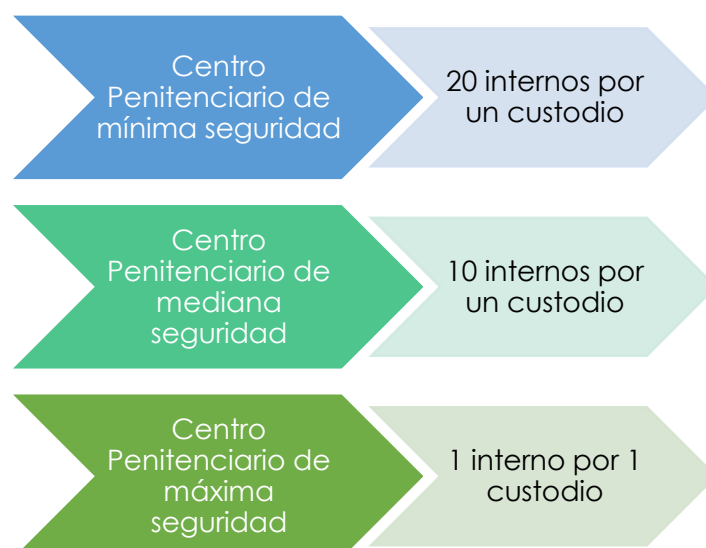 Centro
Penitenciario de
mínima seguridad
20 internos por
un custodio
Centro
Penitenciario de
mediana
seguridad
10 internos por
un custodio
Centro
Penitenciario de
máxima
seguridad
1 interno por 1
custodio